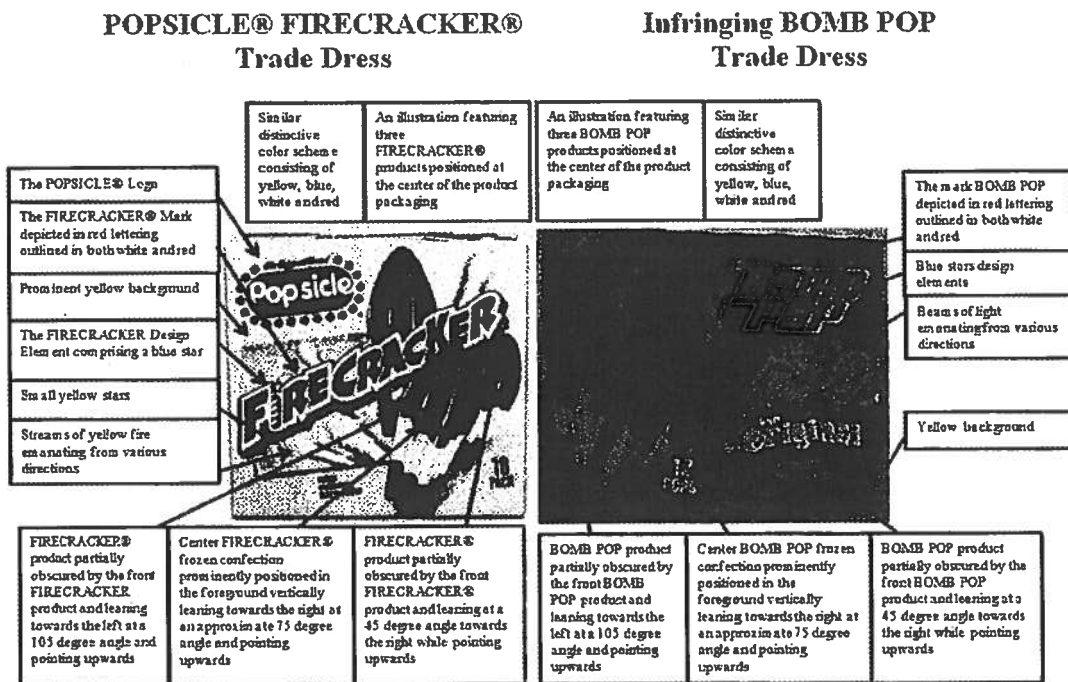 POPSICLE® FIRECRACKER®
Trade Dress
Infringing BOMB POP
Trade Dress
Similar
distinctive
color scheme
consisting of
yellow, blue,
white and red
An illustration featuring
three
FIRECRACKER®
products positioned at
the center of the product
packaging
An illustration featuring
three BOMB POP
products positioned at
the center of the product
packaging
Similar
distinctive
color scheme
consisting of
yellow, blue,
white and red
The POPSICLE® Logo
The FIRECRACKER® Mark
depicted in red lettering
outlined in both white and red
Prominent yellow background
The FIRECRACKER Design
Element comprising a blue star
Small yellow stars
Streams of yellow fire
emanating from various
directions
Popsicle
FIRECRACKER
10
PACK
BOMB
POP
Original
12
POPS
The mark BOMB POP
depicted in red lettering
outlined in both white
and red
Blue stars design
elements
Beams of light
emanating from various
directions
Yellow background
FIRECRACKER®
product partially
obscured by the front
FIRECRACKER
product and leaning
towards the left at a
105 degree angle and
pointing upwards
Center FIRECRACKER®
frozen confection
prominently positioned in
the foreground vertically
leaning towards the right at
an approximate 75 degree
angle and pointing
upwards
FIRECRACKER®
product partially
obscured by the front
FIRECRACKER®
product and leaning at a
45 degree angle towards
the right while pointing
upwards
BOMB POP product
partially obscured by
the front BOMB
POP product and
leaning towards the
left at a 105 degree
angle and pointing
upwards
Center BOMB POP frozen
confection prominently
positioned in the
foreground vertically
leaning towards the right at
an approximate 75 degree
angle and pointing
upwards
BOMB POP product
partially obscured by the
front BOMB POP
product and leaning at a
45 degree angle towards
the right while pointing
upwards